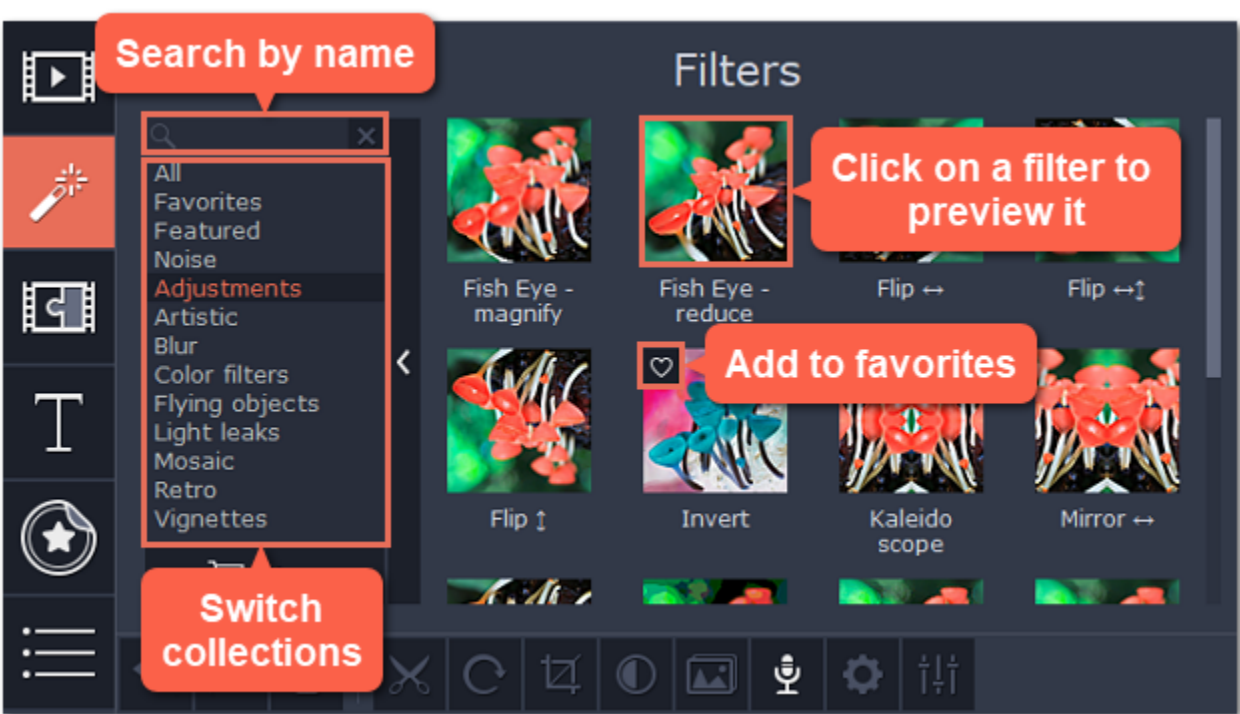 Search by name
Filters
All
Favorites
Featured
Noise
Adjustments
Artistic
Blur
Color filters
Flying objects
Light leaks
Mosaic
Retro
Vignettes
Switch
collections
Click on a filter to
preview it
Fish Eye -
magnify
Fish Eye -
reduce
Flip ↔
Flip ↔↕
Add to favorites
Flip ↕
Invert
Kaleido
scope
Mirror ↔
T